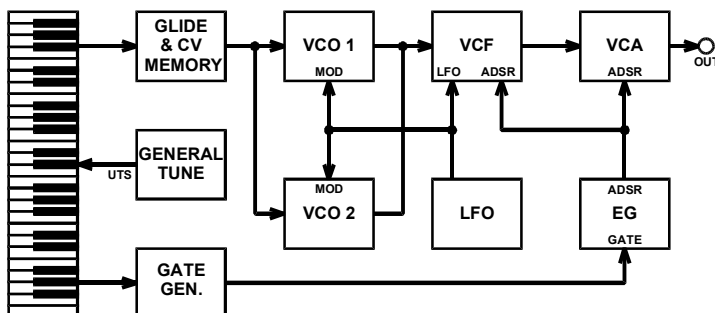 GLIDE
& CV
MEMORY
VCO 1
MOD
VCF
LFO ADSR
VCA
ADSR
OUT
UTS
GENERAL
TUNE
MOD
VCO 2
LFO
ADSR
EG
GATE
GATE
GEN.